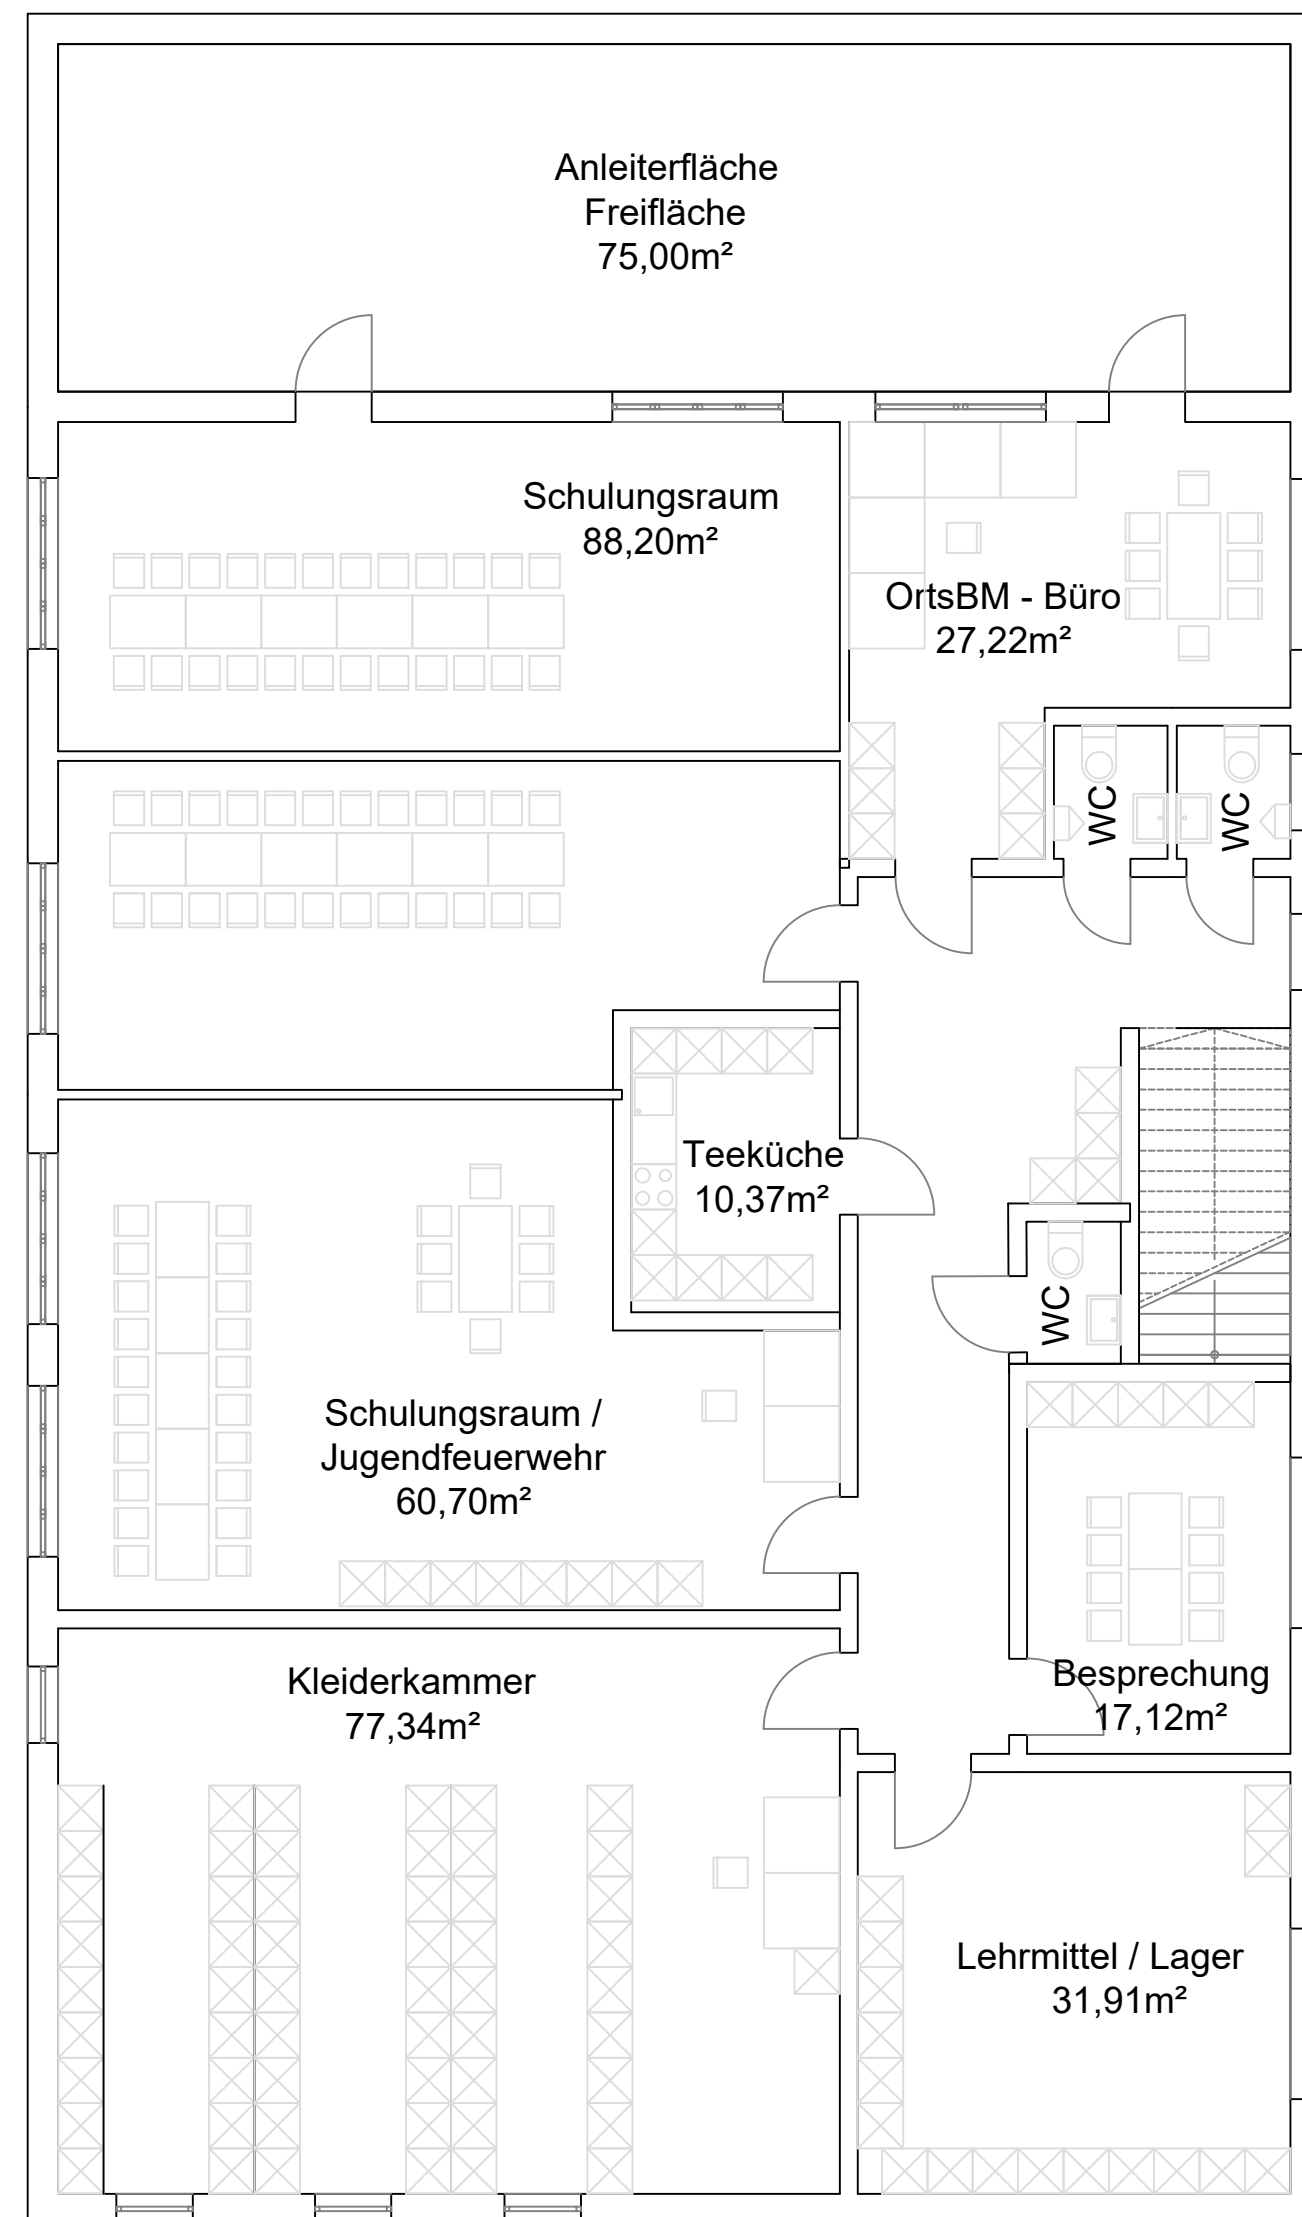 Anleiterfläche
Freifläche
75,00m²
Schulungsraum
88,20m²
OrtsBM - Büro
27,22m²
WC
WC
Teeküche
10,37m²
WC
Schulungsraum /
Jugendfeuerwehr
60,70m²
Kleiderkammer
77,34m²
Besprechung
17,12m²
Lehrmittel / Lager
31,91m²